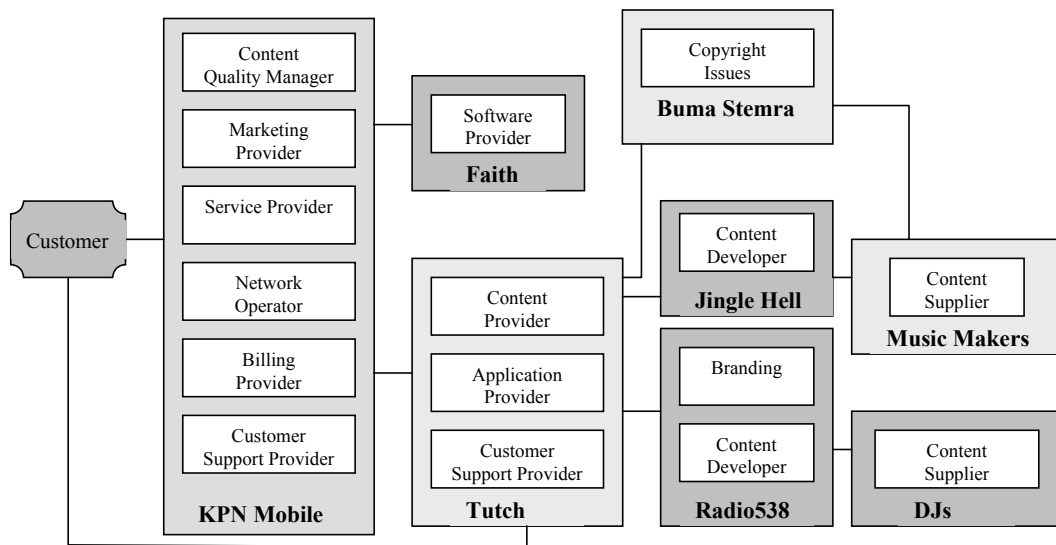 Customer
Content
Quality Manager
Marketing
Provider
Service Provider
Network
Operator
Billing
Provider
Customer
Support Provider
KPN Mobile
Software
Provider
Faith
Content
Provider
Application
Provider
Customer
Support Provider
Tutch
Copyright
Issues
Buma Stemra
Content
Developer
Jingle Hell
Branding
Content
Developer
Radio538
Content
Supplier
Music Makers
Content
Supplier
DJs